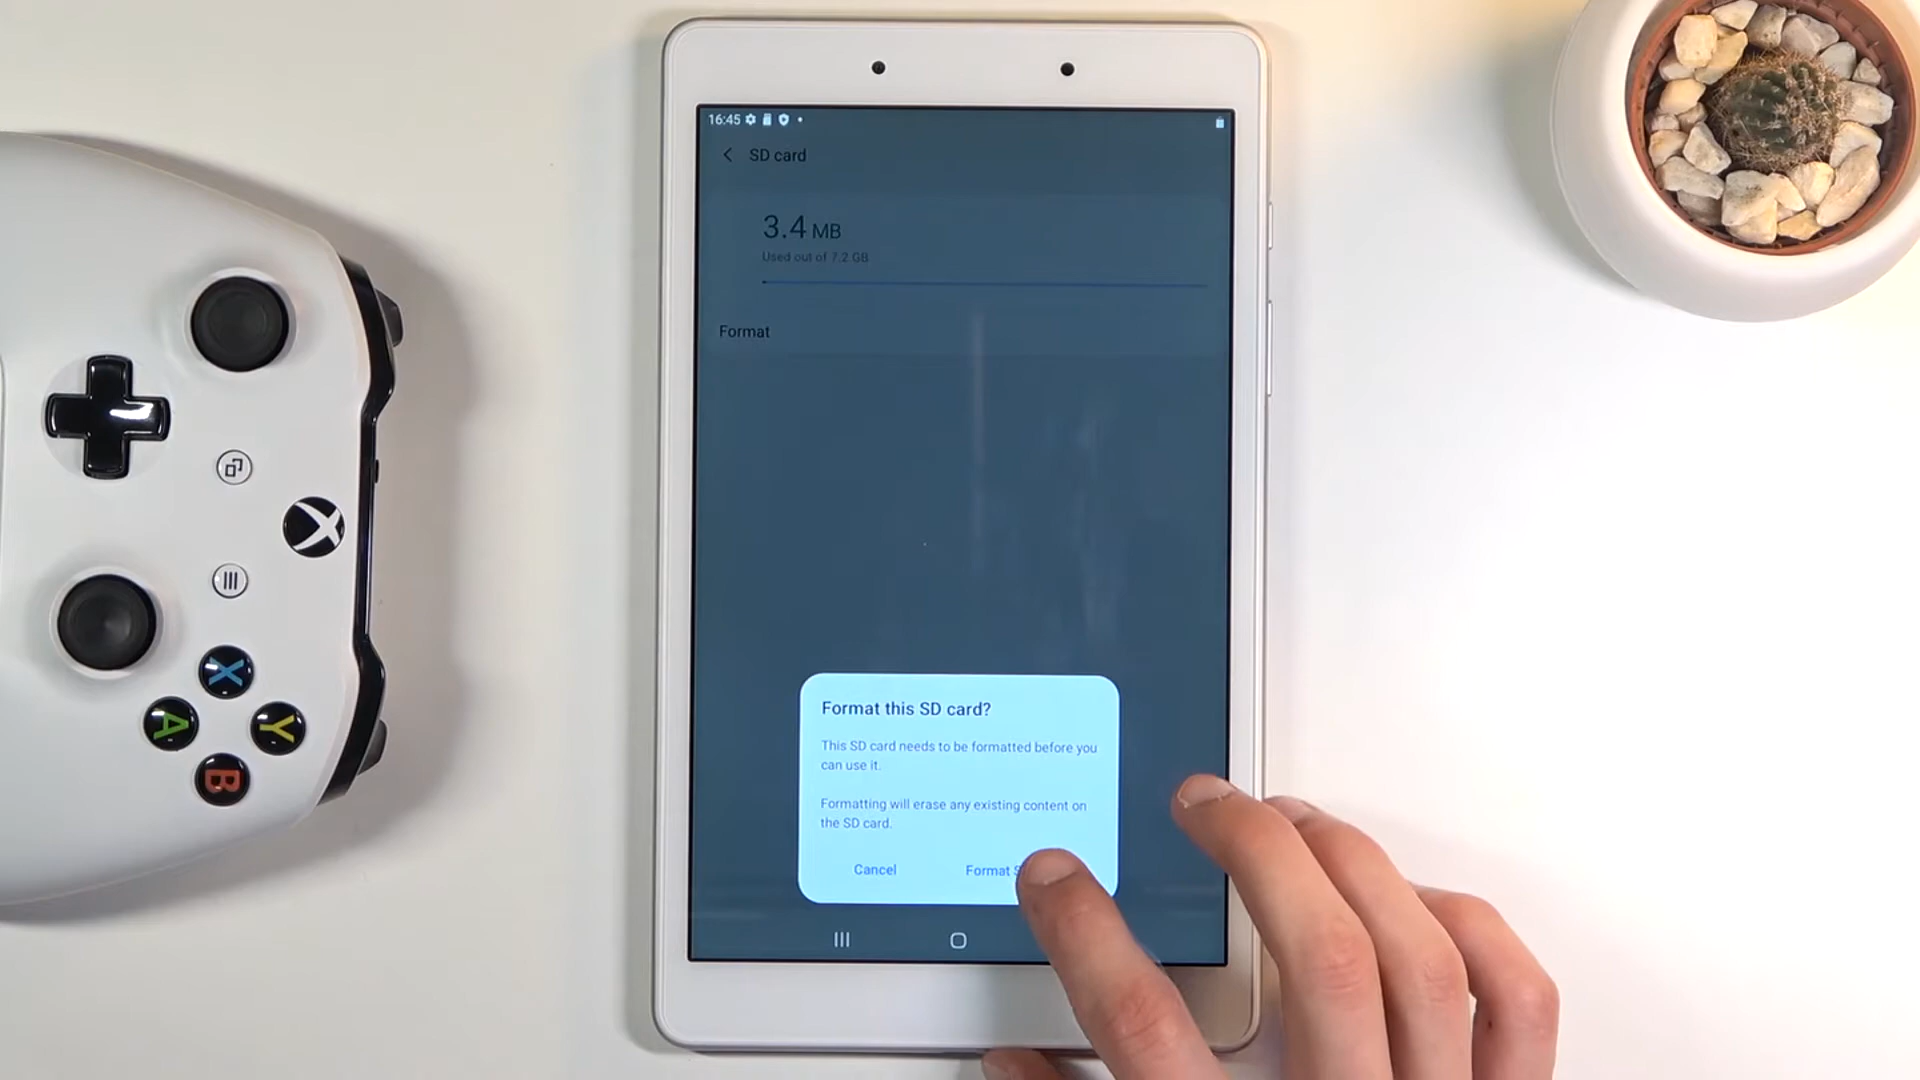 16:45
SD card
3.4 MB
Used out of 7.2 GB
Format
Format this SD card?
This SD card needs to be formatted before you
can use it.
Formatting will erase any existing content on
the SD card.
Cancel
Format
X
A
Y
B